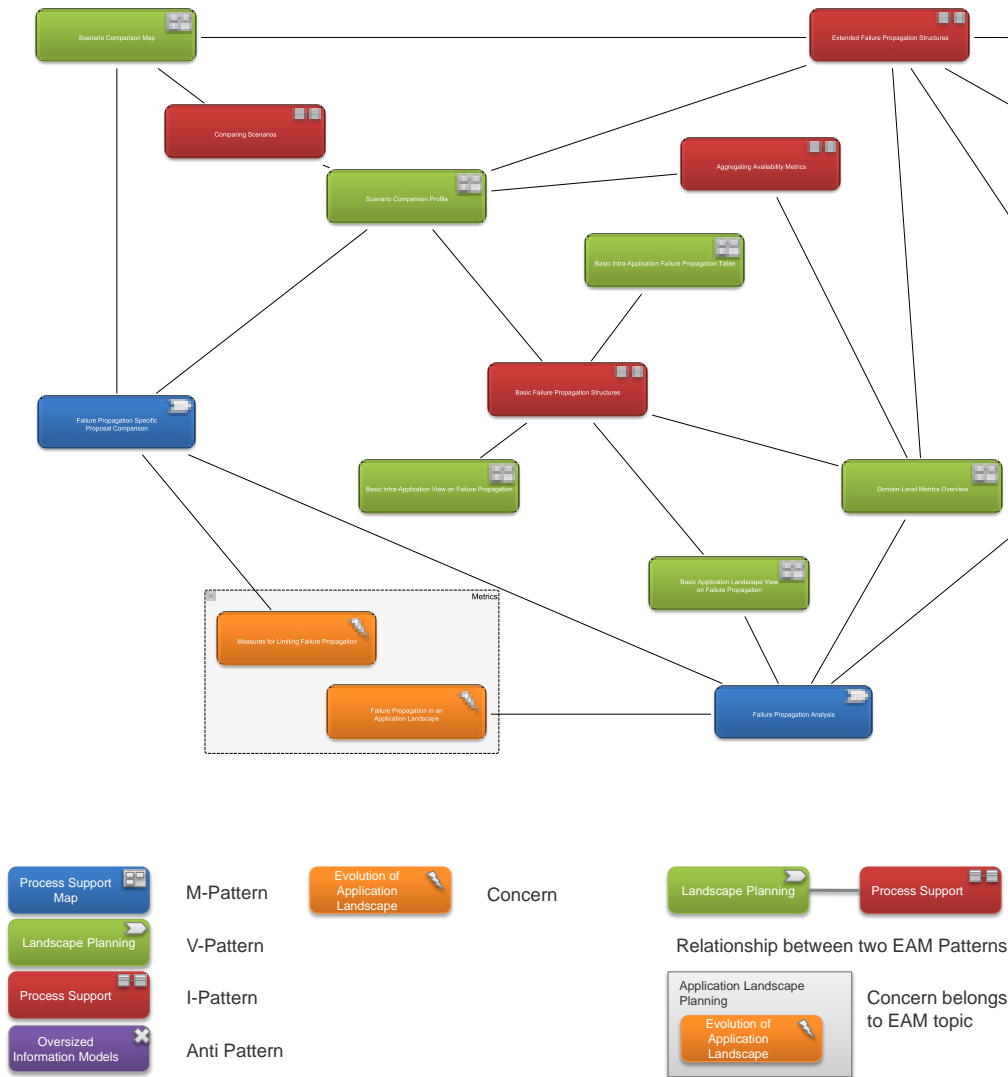 Scenario Comparison Map
Extended Failure Propagation Structures
Comparing Scenarios
Aggregating Availability Metrics
Scenario Comparison Profile
Basic Intra-Application Failure Propagation Table
Basic Failure Propagation Structures
Failure Propagation Specific
Proposal Comparison
Basic Intra-Application View on Failure Propagation
Domain-Level Metrics Overview
Basic Application Landscape View
on Failure Propagation
Metrics
Measures for Limiting Failure Propagation
Failure Propagation in an
Application Landscape
Failure Propagation Analysis
Process Support
Map
M-Pattern
Evolution of
Application
Landscape
Concern
Landscape Planning
Process Support
Landscape Planning
V-Pattern
Relationship between two EAM Patterns
Process Support
I-Pattern
Application Landscape
Planning
Evolution of
Application
Landscape
Concern belongs
to EAM topic
Oversized
Information Models
Anti Pattern